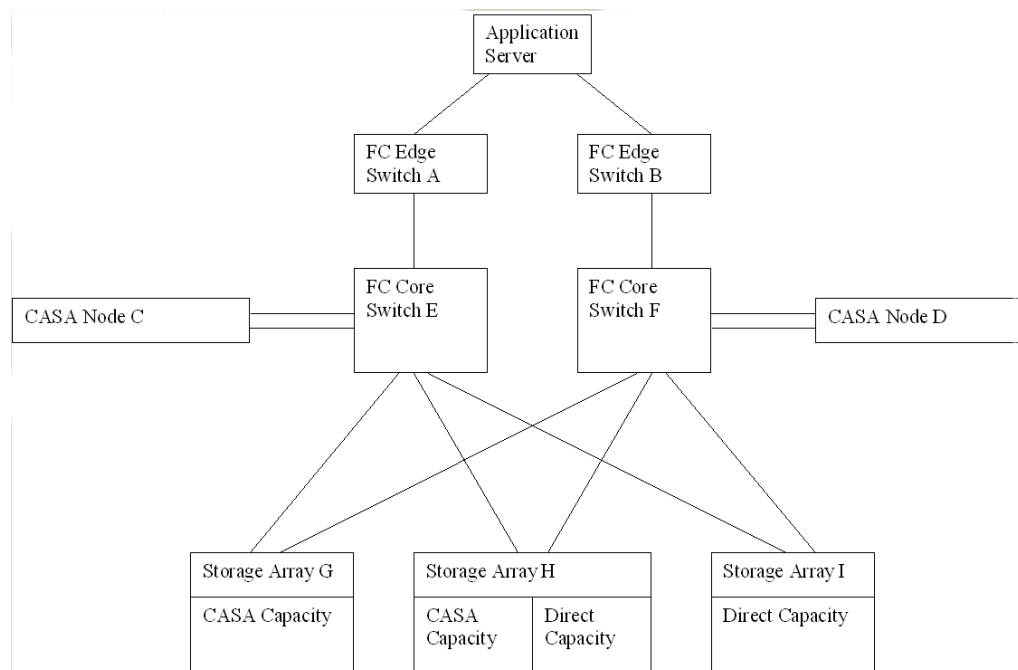 Application
Server
FC Edge
Switch A
FC Edge
Switch B
FC Core
Switch E
FC Core
Switch F
CASA Node C
CASA Node D
Storage Array G
Storage Array H
Storage Array I
CASA Capacity
CASA
Capacity
Direct
Capacity
Direct Capacity